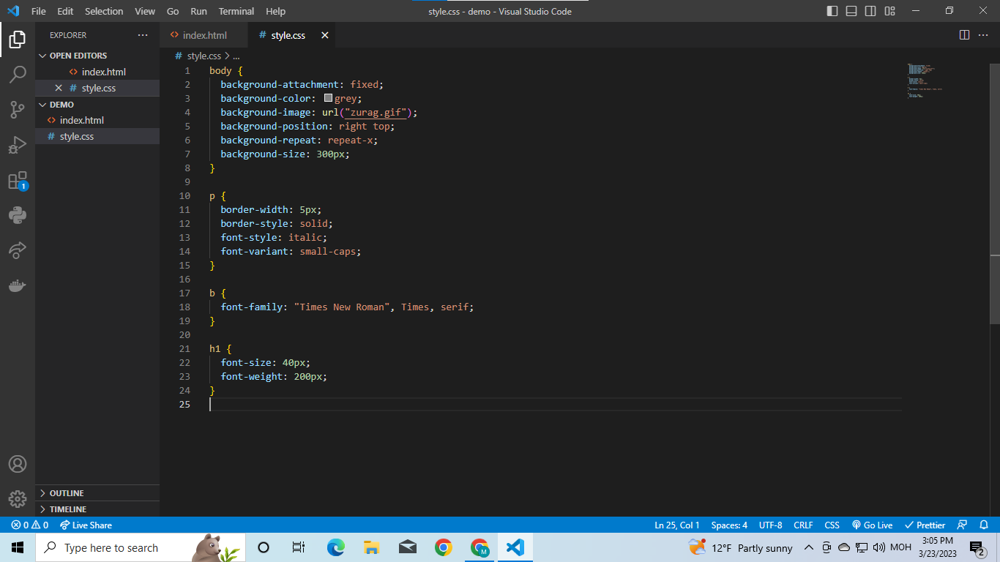 File Edit Selection View Go Run Terminal Help
style.css - demo - Visual Studio Code
EXPLORER
OPEN EDITORS
index.html
style.css
DEMO
index.html
style.css
OUTLINE
TIMELINE
1
index.html
# style.css
# style.css > ...
1 body {
2 background-attachment: fixed;
3 background-color: grey;
4 background-image: url("zurag.gif");
5 background-position: right top;
6 background-repeat: repeat-x;
7 background-size: 300px;
8 }
9
10 p {
11 border-width: 5px;
12 border-style: solid;
13 font-style: italic;
14 font-variant: small-caps;
15 }
16
17 b {
18 font-family: "Times New Roman", Times, serif;
19 }
20
21 h1 {
22 font-size: 40px;
23 font-weight: 200px;
24 }
25
0 0 Live Share
Ln 25, Col 1 Spaces: 4 UTF-8 CRLF CSS Go Live Prettier
Type here to search
M
12°F Partly sunny
МОН
3:05 PM
3/23/2023
2